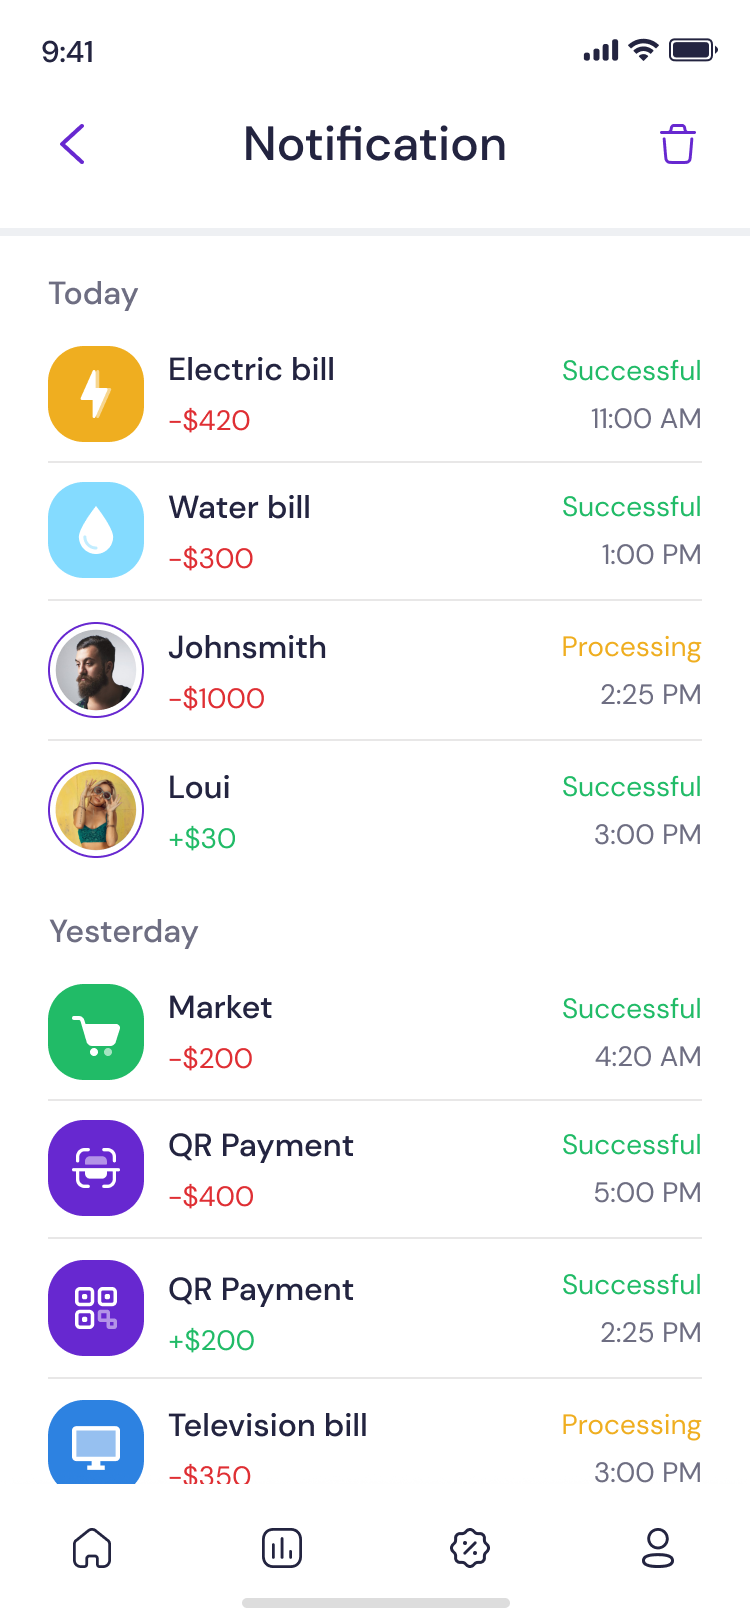 9:41
Notification
Today
Electric bill
Successful
-$420
11:00 AM
Water bill
Successful
-$300
1:00 PM
Johnsmith
Processing
-$1000
2:25 PM
Loui
Successful
+$30
3:00 PM
Yesterday
Market
Successful
-$200
4:20 AM
QR Payment
Successful
-$400
5:00 PM
QR Payment
Successful
+$200
2:25 PM
Television bill
Processing
-$350
3:00 PM